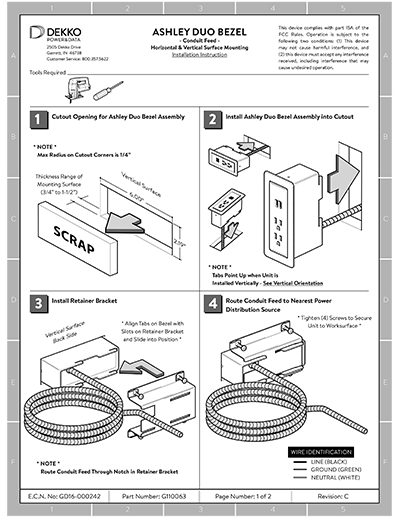 DEKKO
POWER&DATA
2505 Dekko Drive
Garrett, IN 46738
Customer Service: 800.357.5622
ASHLEY DUO BEZEL
- Conduit Feed -
Horizontal & Vertical Surface Mounting
Installation Instruction
This device complies with part 15A of the
FCC Rules. Operation is subject to the
following two conditions: (1) This device
may not cause harmful interference, and
(2) this device must accept any interference
received, including interference that may
cause undesired operation.
Tools Required
1 Cutout Opening for Ashley Duo Bezel Assembly
* NOTE *
Max Radius on Cutout Corners is 1/4"
Thickness Range of
Mounting Surface
(3/4" to 1-1/2")
Vertical Surface
SCRAP
2 Install Ashley Duo Bezel Assembly into Cutout
* NOTE *
Tabs Point Up when Unit is
Installed Vertically - See Vertical Orientation
3 Install Retainer Bracket
Vertical Surface
Back Side
* Align Tabs on Bezel with
Slots on Retainer Bracket
and Slide into Position *
* NOTE *
Route Conduit Feed Through Notch in Retainer Bracket
4 Route Conduit Feed to Nearest Power
Distribution Source
* Tighten (4) Screws to Secure
Unit to Worksurface *
WIRE IDENTIFICATION
LINE (BLACK)
GROUND (GREEN)
NEUTRAL (WHITE)
E.C.N. No: GD16-000242
Part Number: G110063
Page Number: 1 of 2
Revision: C